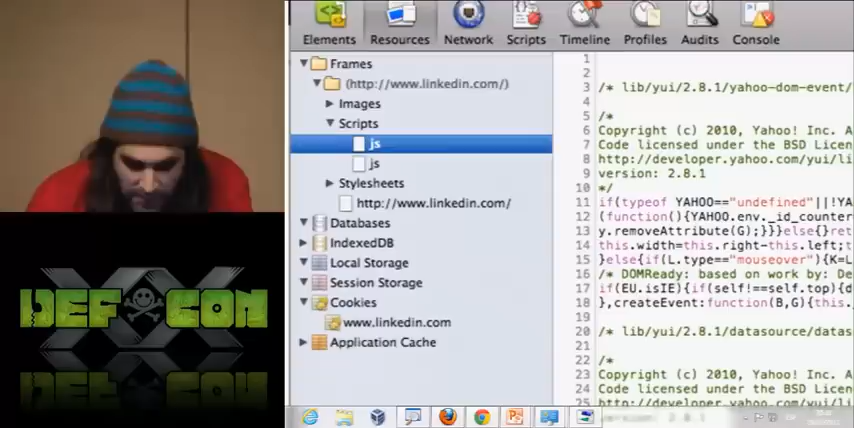 Elements Resources Network Scripts Timeline Profiles Audits Console
Frames
(http://www.linkedin.com/)
Images
Scripts
js
js
Stylesheets
http://www.linkedin.com/
Databases
IndexedDB
Local Storage
Session Storage
Cookies
www.linkedin.com
Application Cache
1
2
3 /* lib/yui/2.8.1/yahoo-dom-event/
4
5 /*
6 Copyright (c) 2010, Yahoo! Inc. A
7 Code licensed under the BSD Licen
8 http://developer.yahoo.com/yui/li
9 version: 2.8.1
10 */
11 if(typeof YAHOO=="undefined"||!YA
12 (function(){YAHOO.env._id_counter
13 y.removeAttribute(G);}}}else{}ret
14 this.width=this.right-this.left;t
15 }else{if(L.type=="mouseover"){K=L
16 /* DOMReady: based on work by: De
17 if(EU.isIE){if(self!==self.top){d
18 },createEvent:function(B,G){this.
19
20 /* lib/yui/2.8.1/datasource/datas
21
22 /*
23 Copyright (c) 2010, Yahoo! Inc. A
24 Code licensed under the BSD Licen
25 http://developer.yahoo.com/yui/li
version: 2.8.1
DEF CON
XX